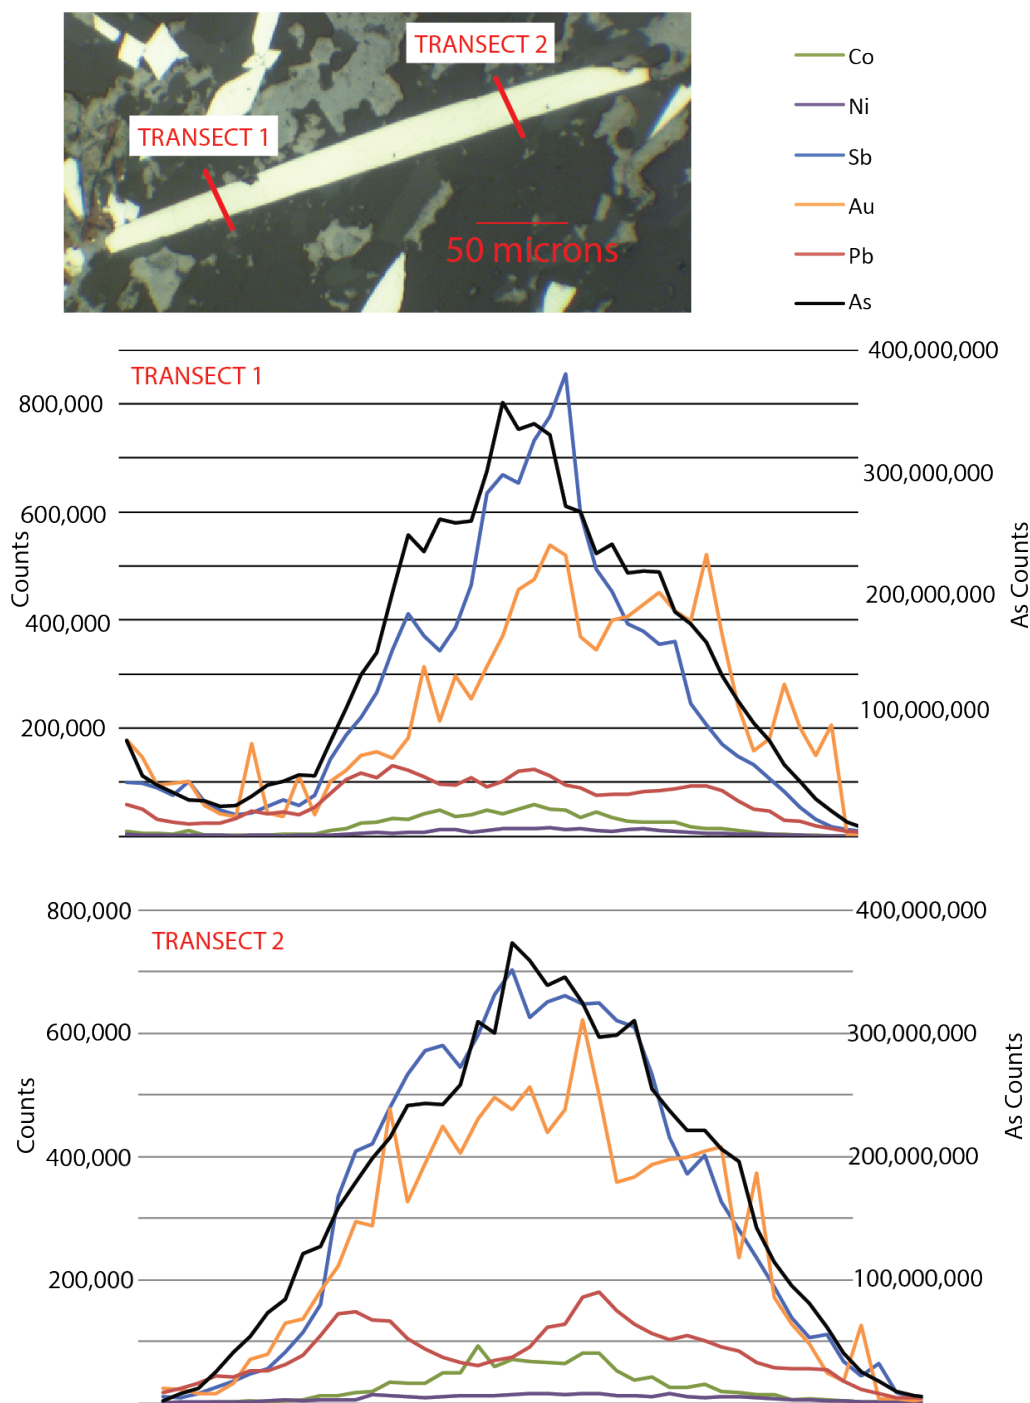 TRANSECT 2
TRANSECT 1
50 microns
Co
Ni
Sb
Au
Pb
As
TRANSECT 1
400,000,000
800,000
300,000,000
600,000
Counts
200,000,000
As Counts
400,000
100,000,000
200,000
800,000
400,000,000
TRANSECT 2
600,000
300,000,000
Counts
As Counts
400,000
200,000,000
200,000
100,000,000